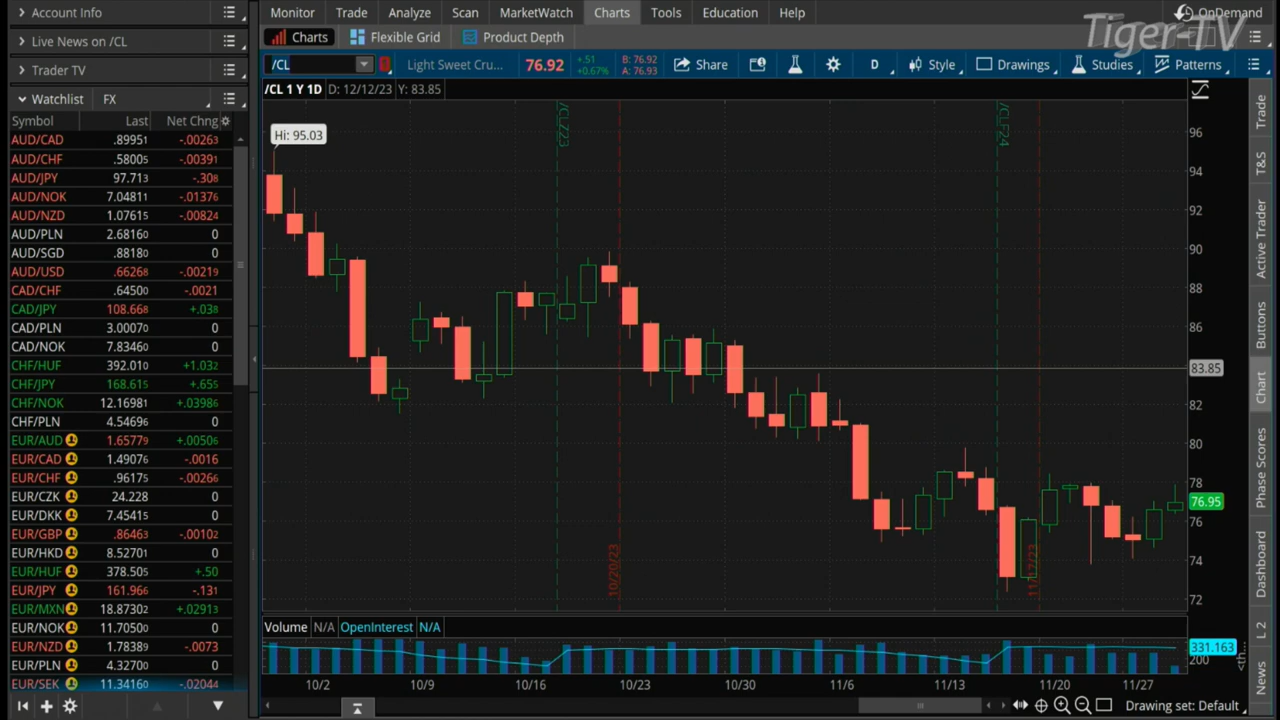 Account Info
Live News on /CL
Trader TV
Watchlist FX
Symbol Last Net Chng
AUD/CAD .89951 -.00263
AUD/CHF .58005 -.00391
AUD/JPY 97.713 -.308
AUD/NOK 7.04811 -.01376
AUD/NZD 1.07615 -.00824
AUD/PLN 2.68160 0
AUD/SGD .88180 0
AUD/USD .66268 -.00219
CAD/CHF .64500 -.0021
CAD/JPY 108.668 +.038
CAD/PLN 3.00070 0
CAD/NOK 7.83460 0
CHF/HUF 392.010 +1.032
CHF/JPY 168.615 +.655
CHF/NOK 12.16981 +.03986
CHF/PLN 4.54696 0
EUR/AUD 1.65779 +.00506
EUR/CAD 1.49076 -.0016
EUR/CHF .96175 -.00266
EUR/CZK 24.228 0
EUR/DKK 7.45415 0
EUR/GBP .86463 -.00102
EUR/HKD 8.52701 0
EUR/HUF 378.505 +.50
EUR/JPY 161.966 -.131
EUR/MXN 18.87302 +.02913
EUR/NOK 11.70500 0
EUR/NZD 1.78389 -.0073
EUR/PLN 4.32700 0
EUR/SEK 11.34160 -.02044
Monitor Trade Analyze Scan MarketWatch Charts Tools Education Help
OnDemand
Tiger-TV
Charts Flexible Grid Product Depth
/CL Light Sweet Cru... 76.92 +.51 B: 76.92
+0.67% A: 76.93
Share D Style Drawings Studies Patterns
/CL 1 Y 1D D: 12/12/23 Y: 83.85
Hi: 95.03
/CLZ23
/CLF24
10/20/23
11/17/23
96
94
92
90
88
86
83.85
82
80
78
76.95
76
74
72
Volume N/A OpenInterest N/A
331.163
200
10/2 10/9 10/16 10/23 10/30 11/6 11/13 11/20 11/27
Drawing set: Default
Trade
T&S
Active Trader
Buttons
Chart
Phase Scores
Dashboard
L 2
News